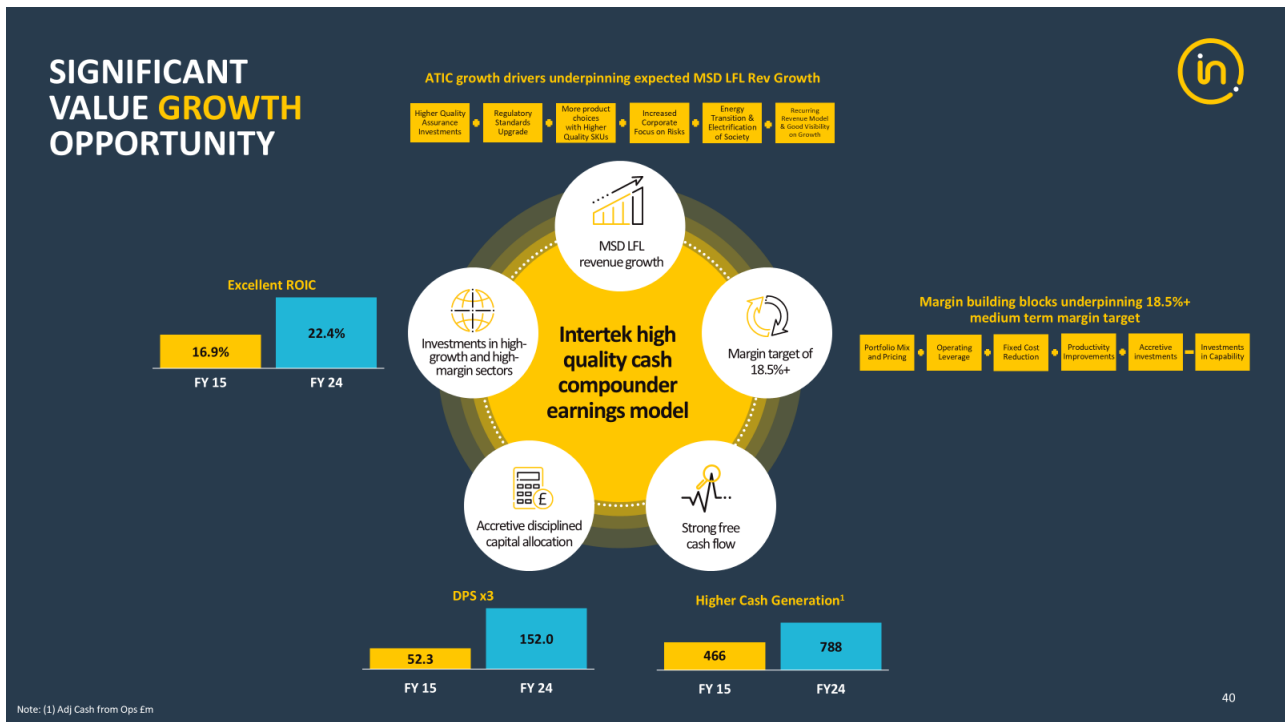 SIGNIFICANT
VALUE GROWTH
OPPORTUNITY
in
ATIC growth drivers underpinning expected MSD LFL Rev Growth
Higher Quality
Assurance
Investments
Regulatory
Standards
Upgrade
More product
choices
with Higher
Quality SKUs
Increased
Corporate
Focus on Risks
Energy
Transition &
Electrification
of Society
Recurring
Revenue Model
& Good Visibility
on Growth
MSD LFL
revenue growth
Excellent ROIC
16.9%
22.4%
FY 15
FY 24
Investments in high-
growth and high-
margin sectors
Intertek high
quality cash
compounder
earnings model
Margin target of
18.5%+
Margin building blocks underpinning 18.5%+
medium term margin target
Portfolio Mix
and Pricing
Operating
Leverage
Fixed Cost
Reduction
Productivity
Improvements
Accretive
investments
Investments
in Capability
£
Accretive disciplined
capital allocation
Strong free
cash flow
DPS x3
52.3
152.0
FY 15
FY 24
Higher Cash Generation¹
466
788
FY 15
FY24
Note: (1) Adj Cash from Ops £m
40